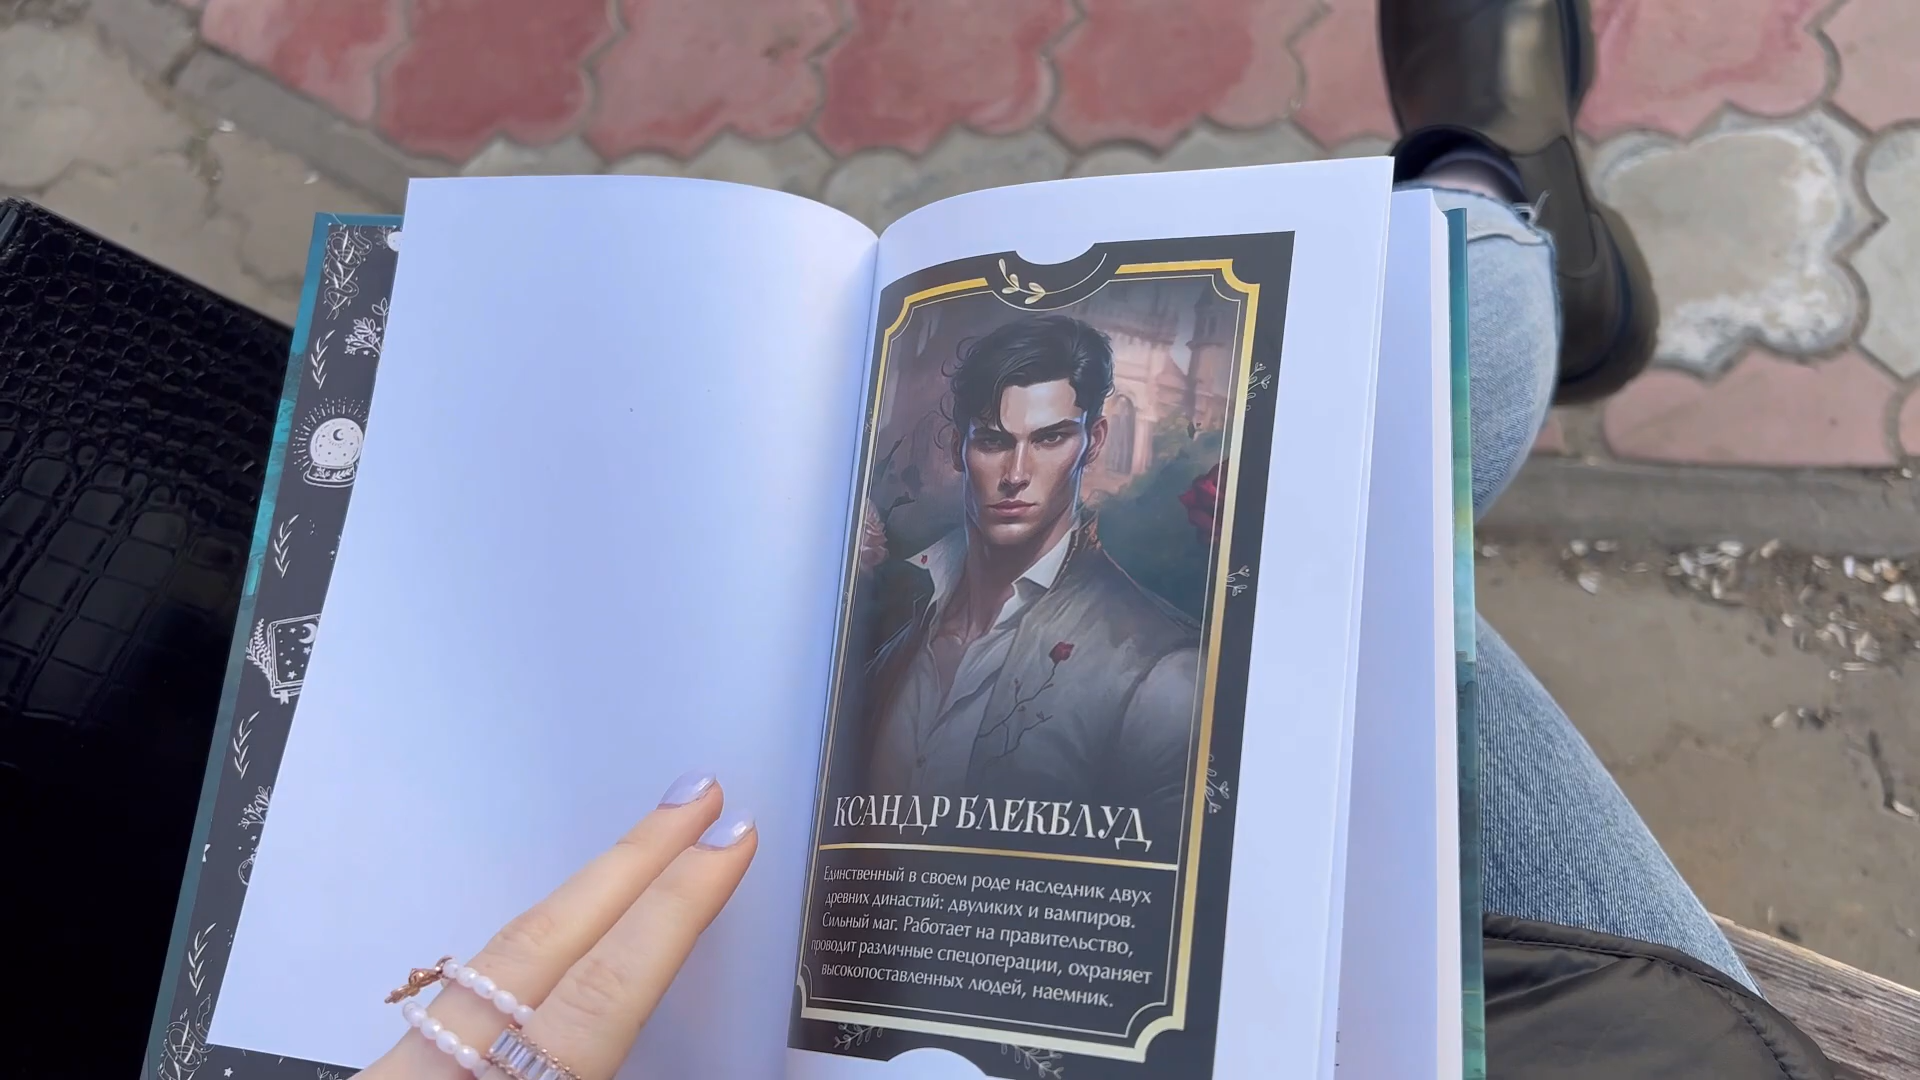 КСАНДР БЛЕКБЛУД
Единственный в своем роде наследник двух
древних династий: двуликих и вампиров.
Сильный маг. Работает на правительство,
проводит различные спецоперации, охраняет
высокопоставленных людей, наемник.